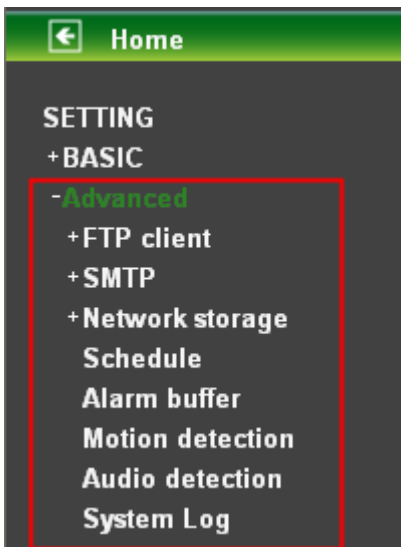 Home
SETTING
+BASIC
-Advanced
+FTP client
+SMTP
+Network storage
Schedule
Alarm buffer
Motion detection
Audio detection
System Log